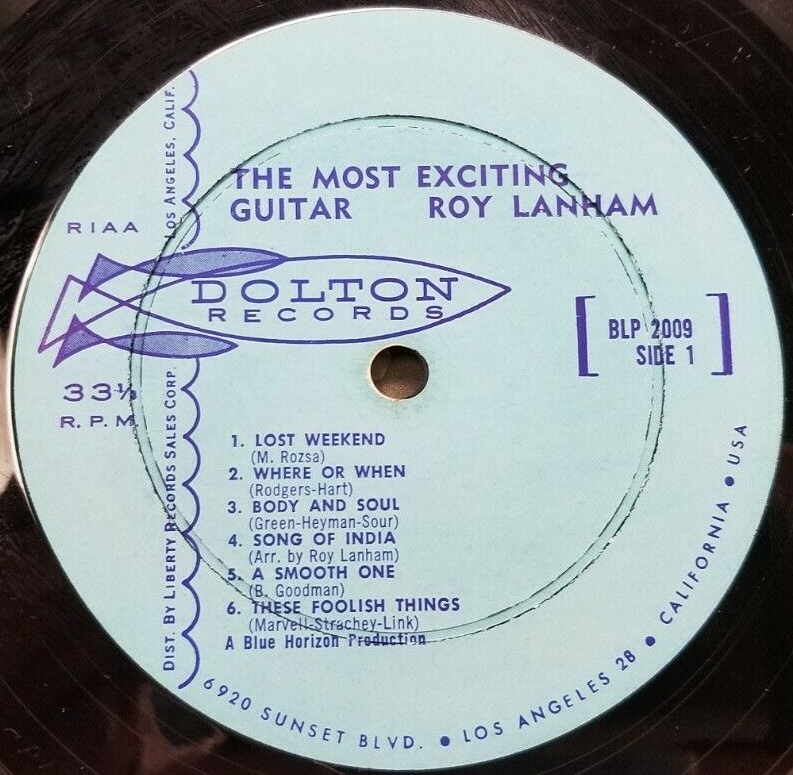 THE MOST EXCITING
GUITAR ROY LANHAM
RIAA
DOLTON
RECORDS
33⅓
R.P.M.
BLP 2009
SIDE 1
1. LOST WEEKEND
(M. Rozsa)
2. WHERE OR WHEN
(Rodgers-Hart)
3. BODY AND SOUL
(Green-Heyman-Sour)
4. SONG OF INDIA
(Arr. by Roy Lanham)
5. A SMOOTH ONE
(B. Goodman)
6. THESE FOOLISH THINGS
(Marvell-Strachey-Link)
A Blue Horizon Production
DIST. BY LIBERTY RECORDS SALES CORP. LOS ANGELES, CALIF.
6920 SUNSET BLVD. ● LOS ANGELES 28 ● CALIFORNIA ● USA